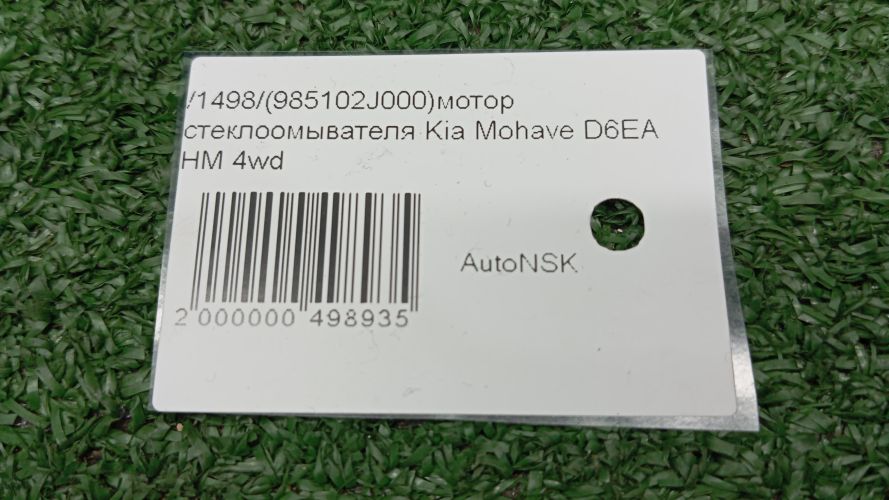 /1498/(985102J000)мотор
стеклоомывателя Kia Mohave D6EA
HM 4wd
AutoNSK
2 000000 498935